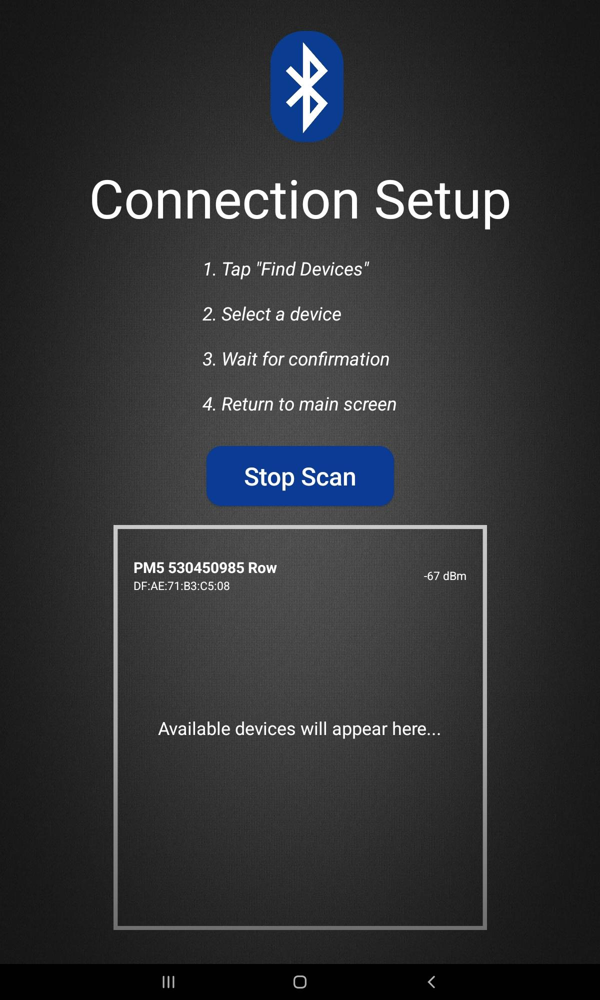 Connection Setup
1. Tap "Find Devices"
2. Select a device
3. Wait for confirmation
4. Return to main screen
Stop Scan
PM5 530450985 Row
DF:AE:71:B3:C5:08
-67 dBm
Available devices will appear here...